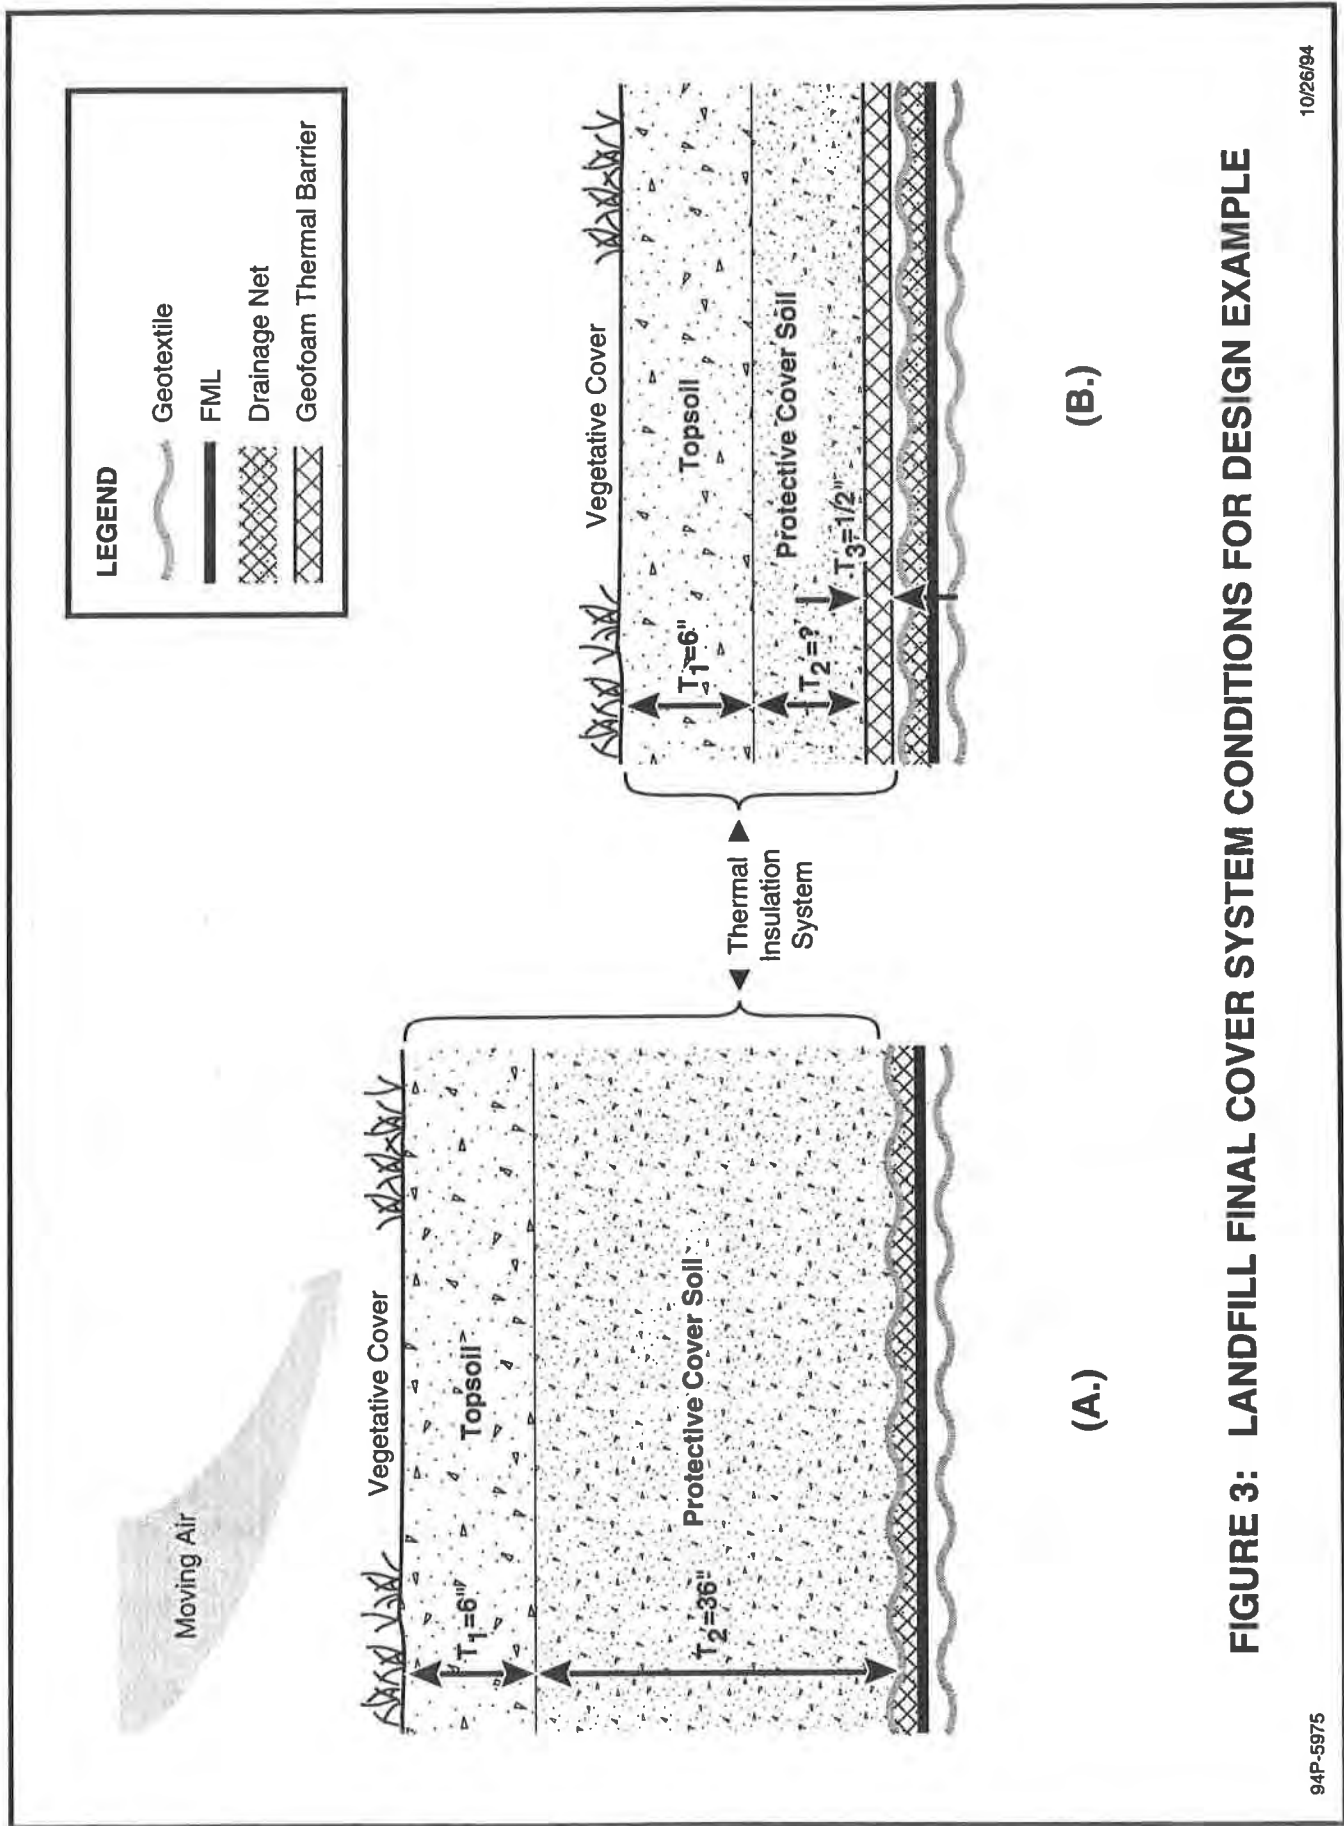 LEGEND
Geotextile
FML
Drainage Net
Geofoam Thermal Barrier
Moving Air
Vegetative Cover
T1=6"
Topsoil
T2=36"
Protective Cover Soil
(A.)
Thermal
Insulation
System
Vegetative Cover
T1=6"
Topsoil
T2=?
Protective Cover Soil
T3=1/2"
(B.)
FIGURE 3: LANDFILL FINAL COVER SYSTEM CONDITIONS FOR DESIGN EXAMPLE
94P-5975
10/26/94